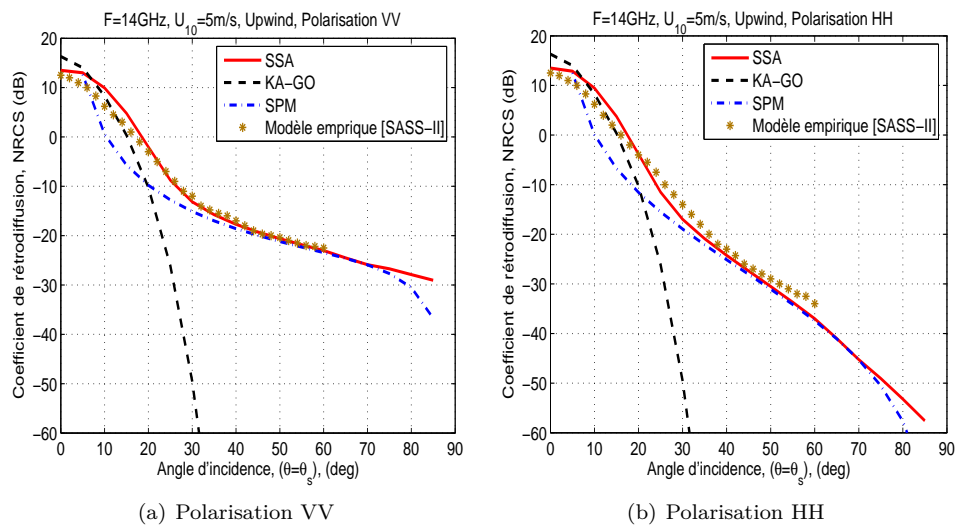 F=14GHz, U10=5m/s, Upwind, Polarisation VV
Coefficient de rétrodiffusion, NRCS (dB)
20
10
0
−10
−20
−30
−40
−50
−60
SSA
KA−GO
SPM
Modèle emprique [SASS−II]
0 10 20 30 40 50 60 70 80 90
Angle d'incidence, (θ=θs), (deg)
(a) Polarisation VV
F=14GHz, U10=5m/s, Upwind, Polarisation HH
Coefficient de rétrodiffusion, NRCS (dB)
20
10
0
−10
−20
−30
−40
−50
−60
SSA
KA−GO
SPM
Modèle empirique [SASS−II]
0 10 20 30 40 50 60 70 80 90
Angle d'incidence, (θ=θs), (deg)
(b) Polarisation HH